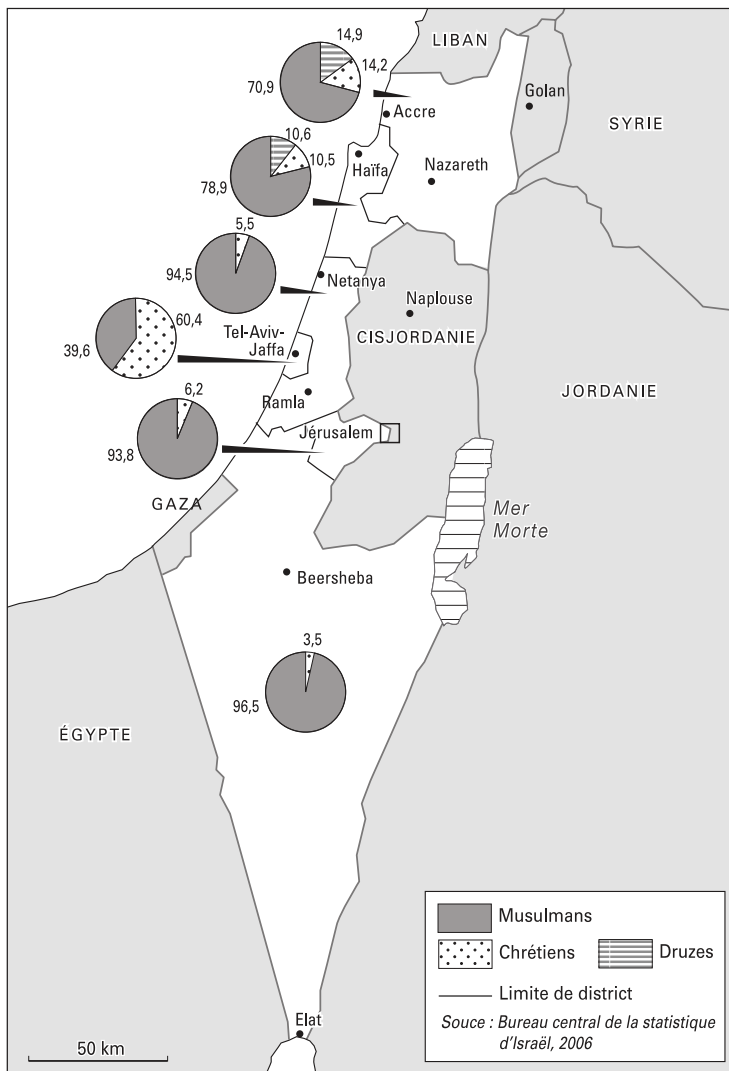 14,9
LIBAN
14,2
70,9
Golan
Accre
SYRIE
10,6
10,5
Haïfa
Nazareth
78,9
5,5
94,5
Netanya
Naplouse
60,4
Tel-Aviv-
Jaffa
CISJORDANIE
39,6
JORDANIE
6,2
Ramla
Jérusalem
93,8
GAZA
Mer
Morte
Beersheba
3,5
96,5
ÉGYPTE
Musulmans
Chrétiens
Druzes
Limite de district
Souce : Bureau central de la statistique
d'Israël, 2006
Elat
50 km